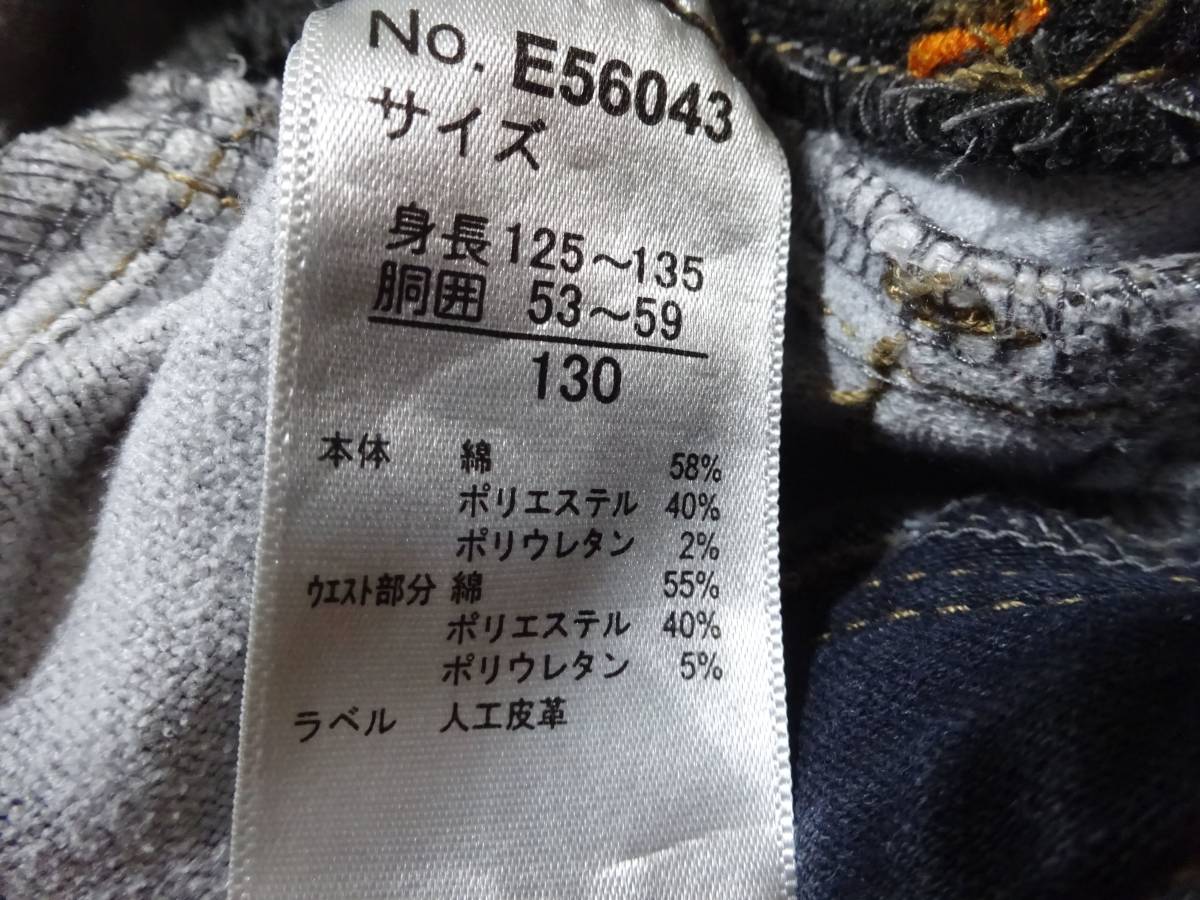 No. E56043
サイズ
身長 125～135
胴囲 53～59
130
本体 綿 58%
ポリエステル 40%
ポリウレタン 2%
ｳｴｽﾄ部分 綿 55%
ポリエステル 40%
ポリウレタン 5%
ラベル 人工皮革